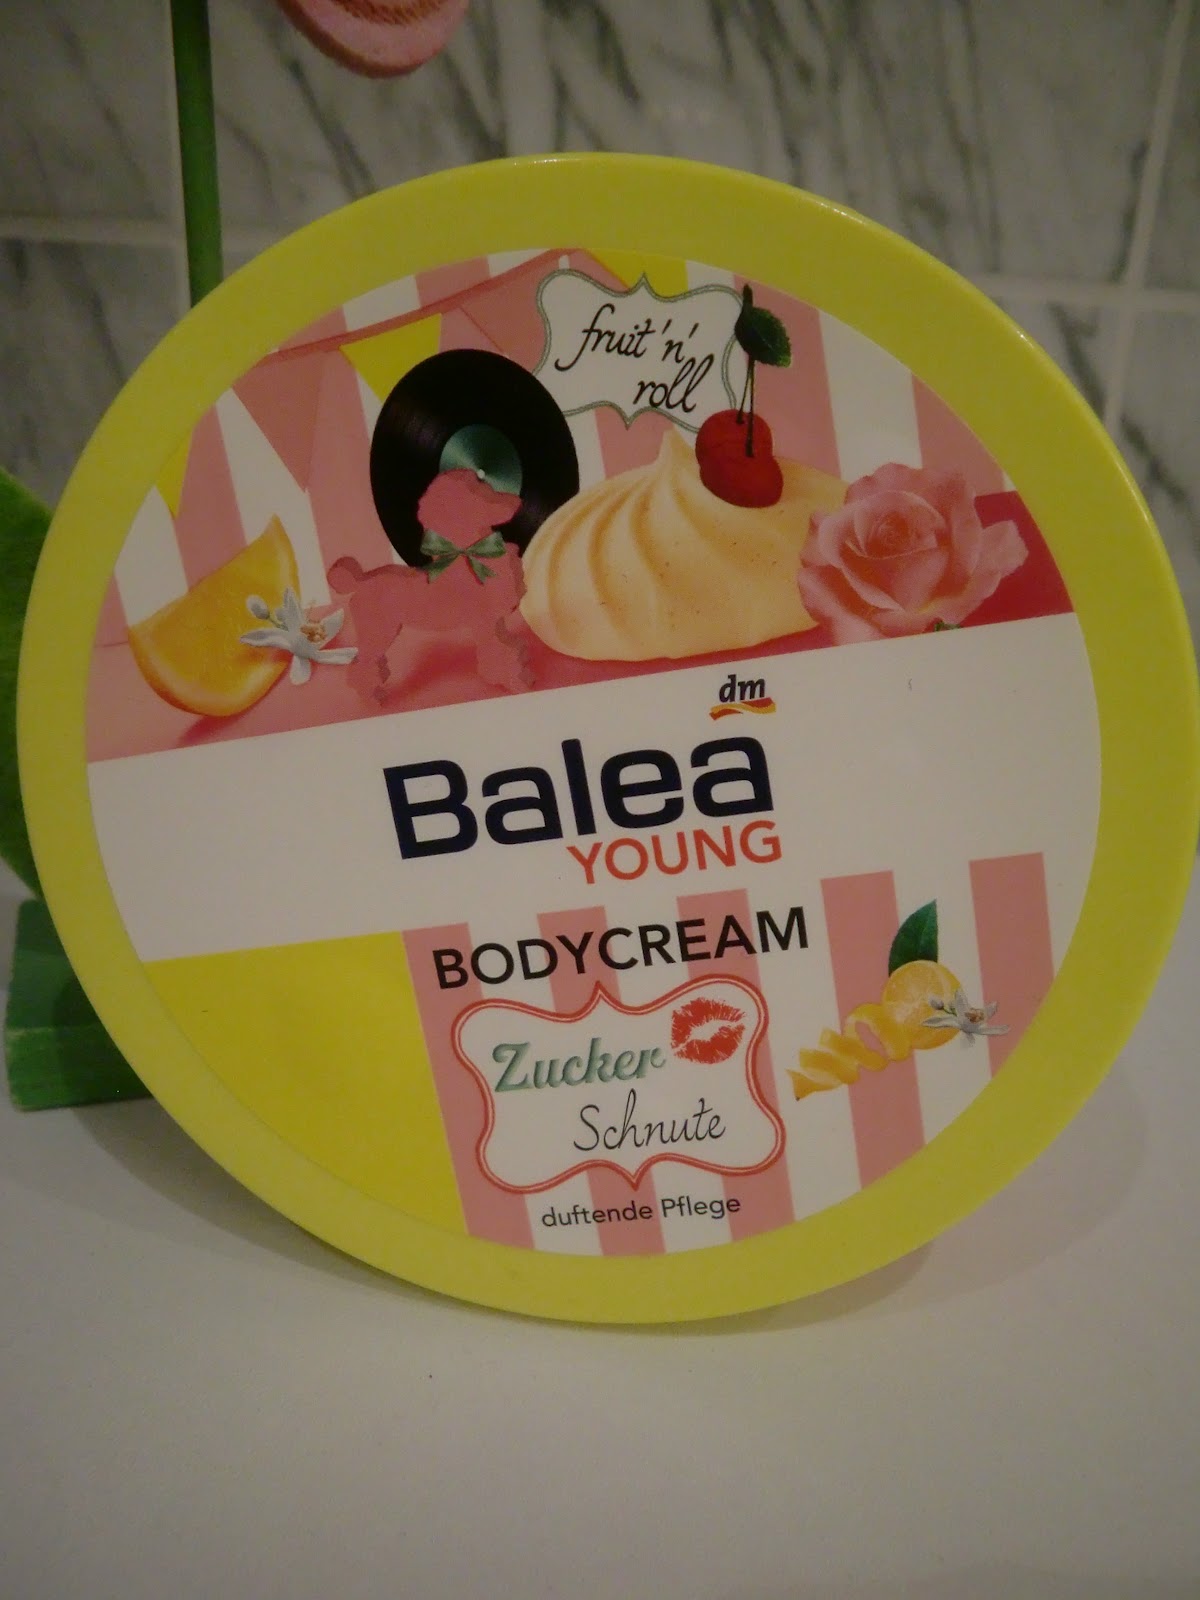 fruit 'n'
roll
dm
Balea
YOUNG
BODYCREAM
Zucker
Schnute
duftende Pflege